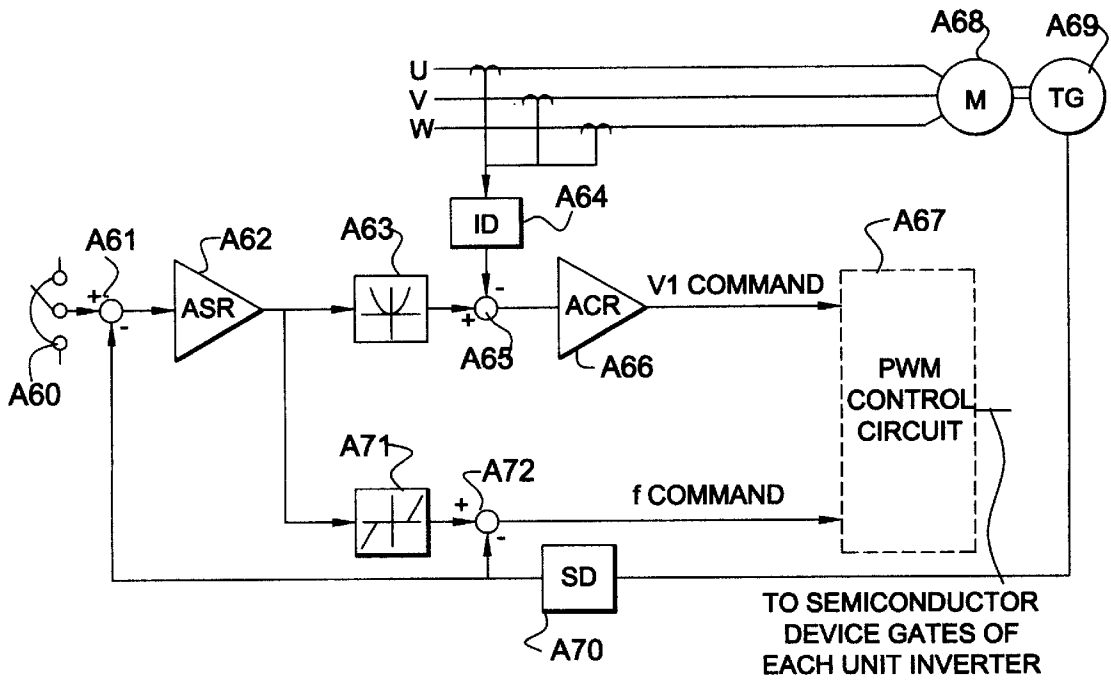 A68
A69
U
V
W
M
TG
ID
A64
A67
A61
A62
A63
+
-
ASR
-
+
A65
ACR
A66
V1 COMMAND
A60
PWM
CONTROL
CIRCUIT
A71
A72
+
-
f COMMAND
SD
A70
TO SEMICONDUCTOR
DEVICE GATES OF
EACH UNIT INVERTER